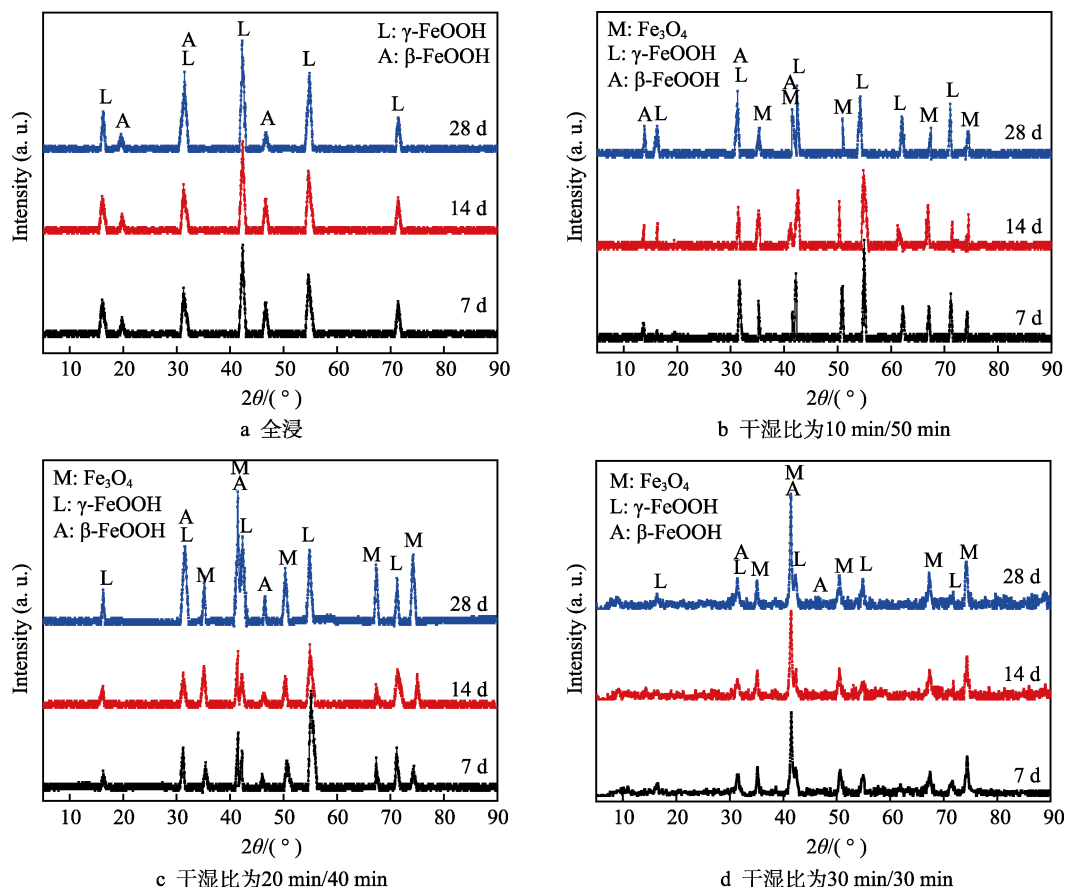 L: γ-FeOOH
A: β-FeOOH
L
L
A
A
L
L
A
L
L
28 d
14 d
7 d
Intensity (a. u.)
10 20 30 40 50 60 70 80 90
2θ/( ° )
a 全浸
M: Fe₃O₄
L: γ-FeOOH
A: β-FeOOH
A
L
A
L
M
A
M
L
M
L
L
M
L
M
28 d
14 d
7 d
Intensity (a. u.)
10 20 30 40 50 60 70 80 90
2θ/( ° )
b 干湿比为10 min/50 min
M: Fe₃O₄
L: γ-FeOOH
A: β-FeOOH
L
A
L
M
M
A
L
A
M
L
M
L
M
28 d
14 d
7 d
Intensity (a. u.)
10 20 30 40 50 60 70 80 90
2θ/( ° )
c 干湿比为20 min/40 min
M: Fe₃O₄
L: γ-FeOOH
A: β-FeOOH
L
A
L
M
M
A
L
A
M
L
M
L
M
28 d
14 d
7 d
Intensity (a. u.)
10 20 30 40 50 60 70 80 90
2θ/( ° )
d 干湿比为30 min/30 min